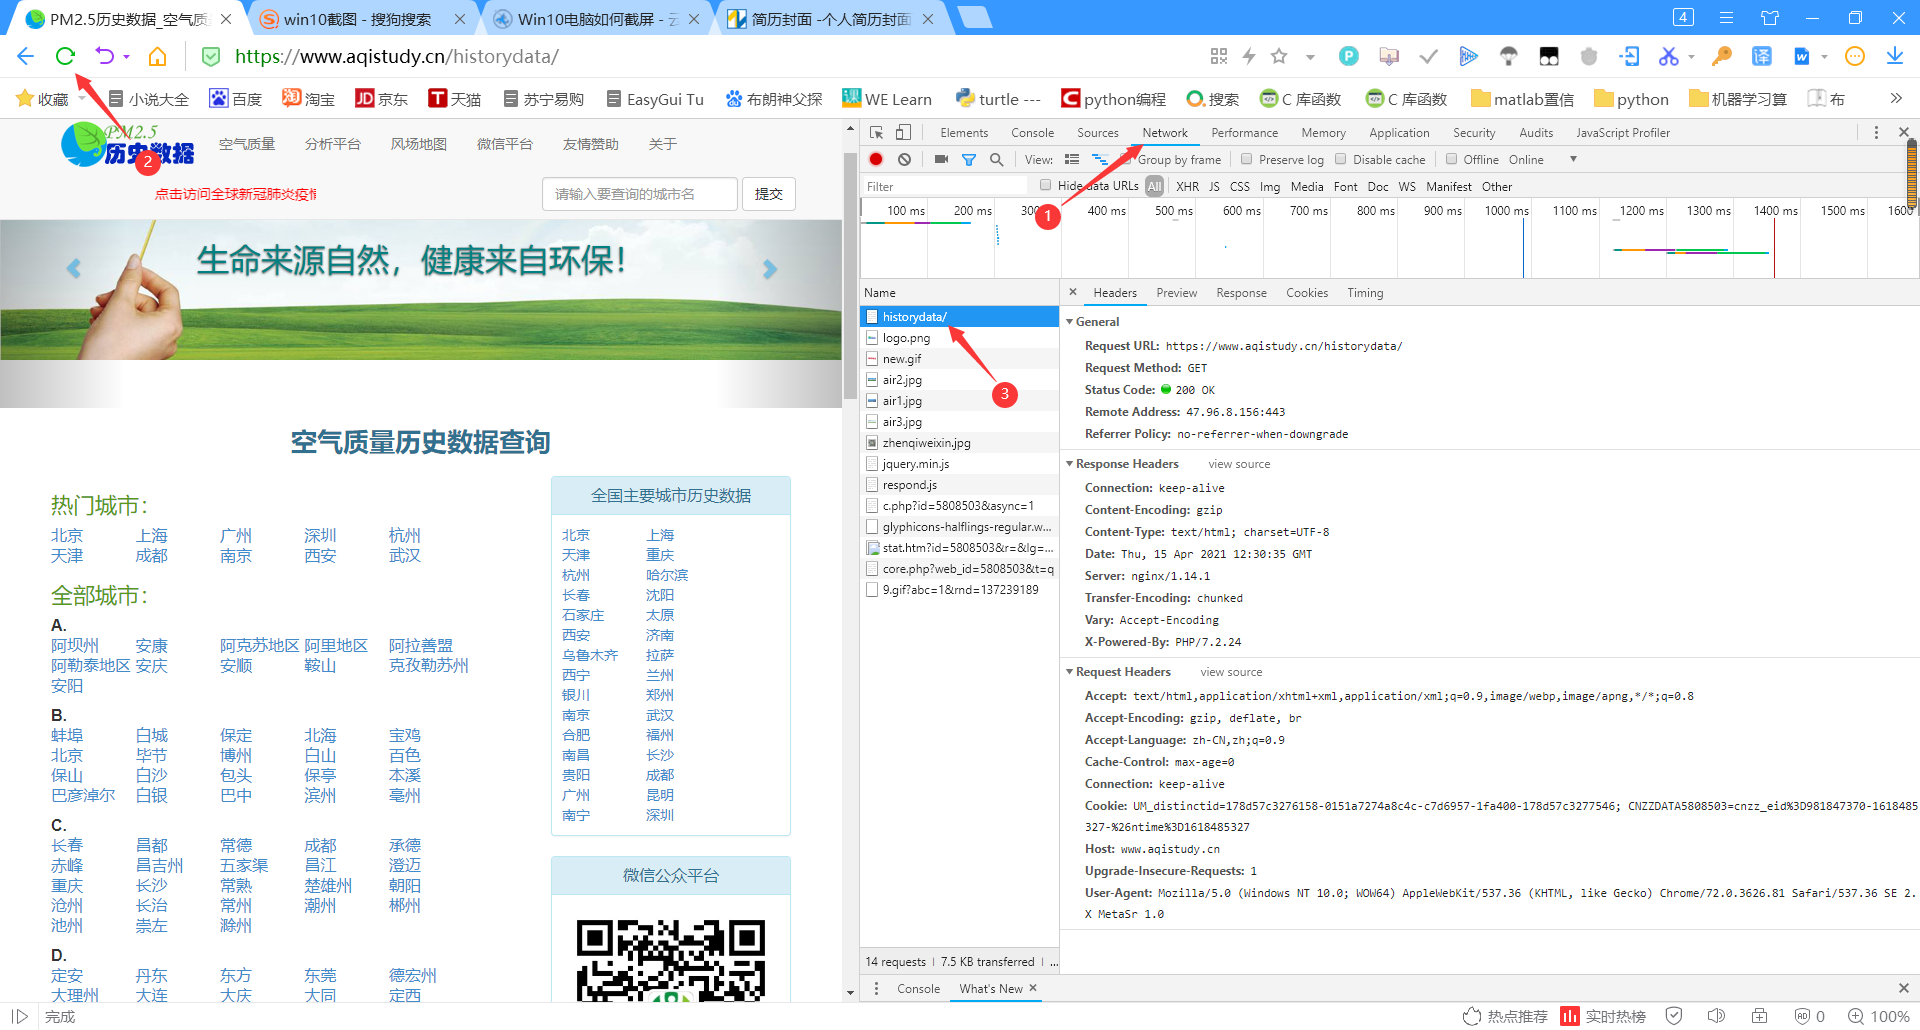 PM2.5历史数据_空气质
win10截图 - 搜狗搜索
Win10电脑如何截屏 - 云
简历封面 -个人简历封面
4
https://www.aqistudy.cn/historydata/
收藏
小说大全
百度
淘宝
京东
天猫
苏宁易购
EasyGui Tu
布朗神父探
WE Learn
turtle ---
python编程
搜索
C 库函数
C 库函数
matlab置信
python
机器学习算
布
2
PM2.5
历史数据
空气质量
分析平台
风场地图
微信平台
友情赞助
关于
点击访问全球新冠肺炎疫情
请输入要查询的城市名
提交
生命来源自然，健康来自环保！
空气质量历史数据查询
热门城市：
北京 上海 广州 深圳 杭州
天津 成都 南京 西安 武汉
全部城市：
A.
阿坝州 安康 阿克苏地区 阿里地区 阿拉善盟
阿勒泰地区 安庆 安顺 鞍山 克孜勒苏州
安阳
B.
蚌埠 白城 保定 北海 宝鸡
北京 毕节 博州 白山 百色
保山 白沙 包头 保亭 本溪
巴彦淖尔 白银 巴中 滨州 亳州
C.
长春 昌都 常德 成都 承德
赤峰 昌吉州 五家渠 昌江 澄迈
重庆 长沙 常熟 楚雄州 朝阳
沧州 长治 常州 潮州 郴州
池州 崇左 滁州
D.
定安 丹东 东方 东莞 德宏州
大理州 大连 大庆 大同 定西
全国主要城市历史数据
北京 上海
天津 重庆
杭州 哈尔滨
长春 沈阳
石家庄 太原
西安 济南
乌鲁木齐 拉萨
西宁 兰州
银川 郑州
南京 武汉
合肥 福州
南昌 长沙
贵阳 成都
广州 昆明
南宁 深圳
微信公众平台
Elements Console Sources Network Performance Memory Application Security Audits JavaScript Profiler
View: Group by frame Preserve log Disable cache Offline Online
Filter Hide data URLs All XHR JS CSS Img Media Font Doc WS Manifest Other
1
100 ms 200 ms 300 400 ms 500 ms 600 ms 700 ms 800 ms 900 ms 1000 ms 1100 ms 1200 ms 1300 ms 1400 ms 1500 ms 1600
Name
historydata/
logo.png
new.gif
air2.jpg
air1.jpg
air3.jpg
zhenqiweixin.jpg
jquery.min.js
respond.js
c.php?id=5808503&async=1
glyphicons-halflings-regular.w...
stat.htm?id=5808503&r=&lg=...
core.php?web_id=5808503&t=q
9.gif?abc=1&rnd=137239189
3
14 requests | 7.5 KB transferred | ...
Headers Preview Response Cookies Timing
General
Request URL: https://www.aqistudy.cn/historydata/
Request Method: GET
Status Code: 200 OK
Remote Address: 47.96.8.156:443
Referrer Policy: no-referrer-when-downgrade
Response Headers view source
Connection: keep-alive
Content-Encoding: gzip
Content-Type: text/html; charset=UTF-8
Date: Thu, 15 Apr 2021 12:30:35 GMT
Server: nginx/1.14.1
Transfer-Encoding: chunked
Vary: Accept-Encoding
X-Powered-By: PHP/7.2.24
Request Headers view source
Accept: text/html,application/xhtml+xml,application/xml;q=0.9,image/webp,image/apng,*/*;q=0.8
Accept-Encoding: gzip, deflate, br
Accept-Language: zh-CN,zh;q=0.9
Cache-Control: max-age=0
Connection: keep-alive
Cookie: UM_distinctid=178d57c3276158-0151a7274a8c4c-c7d6957-1fa400-178d57c3277546; CNZZDATA5808503=cnzz_eid%3D981847370-1618485
327-%26ntime%3D1618485327
Host: www.aqistudy.cn
Upgrade-Insecure-Requests: 1
User-Agent: Mozilla/5.0 (Windows NT 10.0; WOW64) AppleWebKit/537.36 (KHTML, like Gecko) Chrome/72.0.3626.81 Safari/537.36 SE 2.
X MetaSr 1.0
Console What's New
完成
热点推荐
实时热榜
0
100%